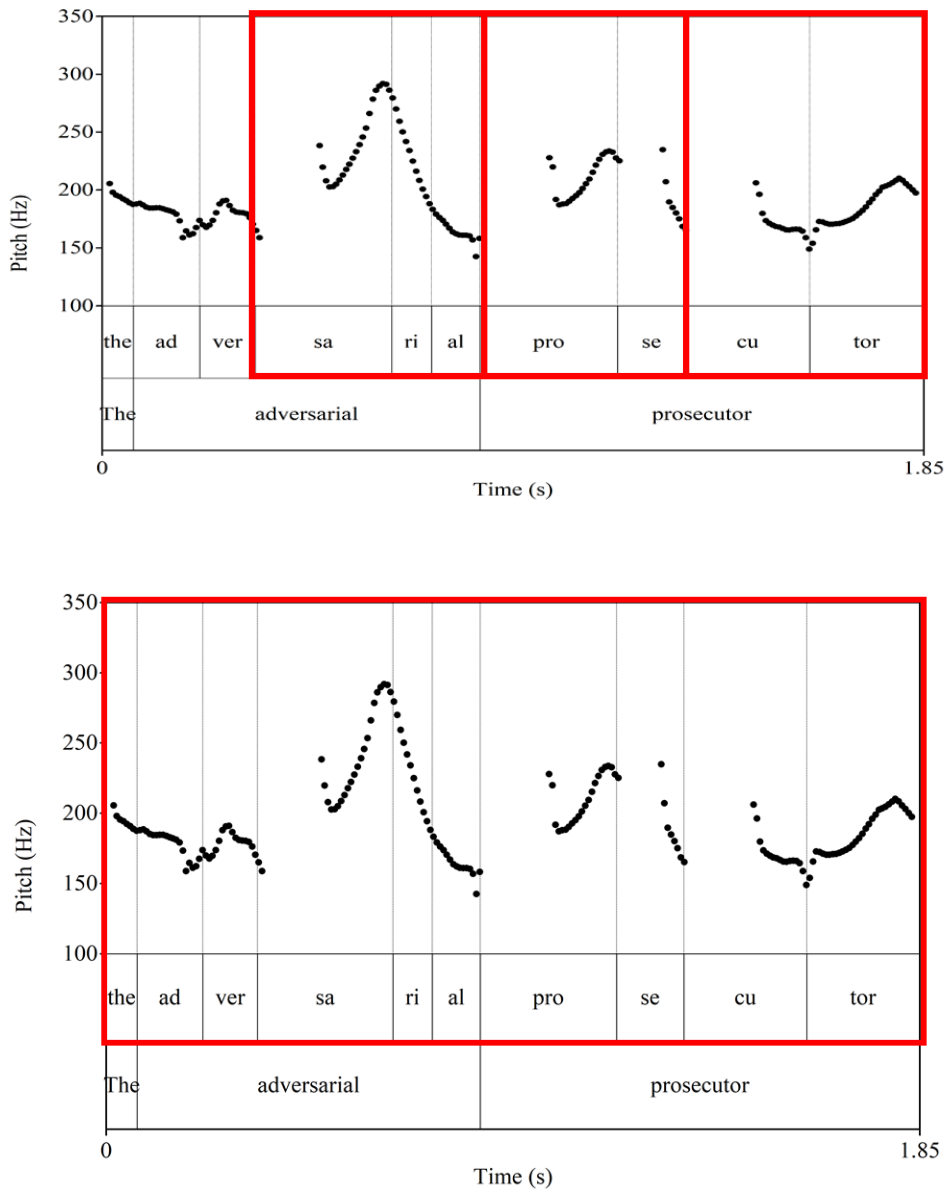 350
300
250
200
150
100
Pitch (Hz)
the ad ver sa ri al pro se cu tor
The adversarial prosecutor
0 1.85
Time (s)
350
300
250
200
150
100
Pitch (Hz)
the ad ver sa ri al pro se cu tor
The adversarial prosecutor
0 1.85
Time (s)